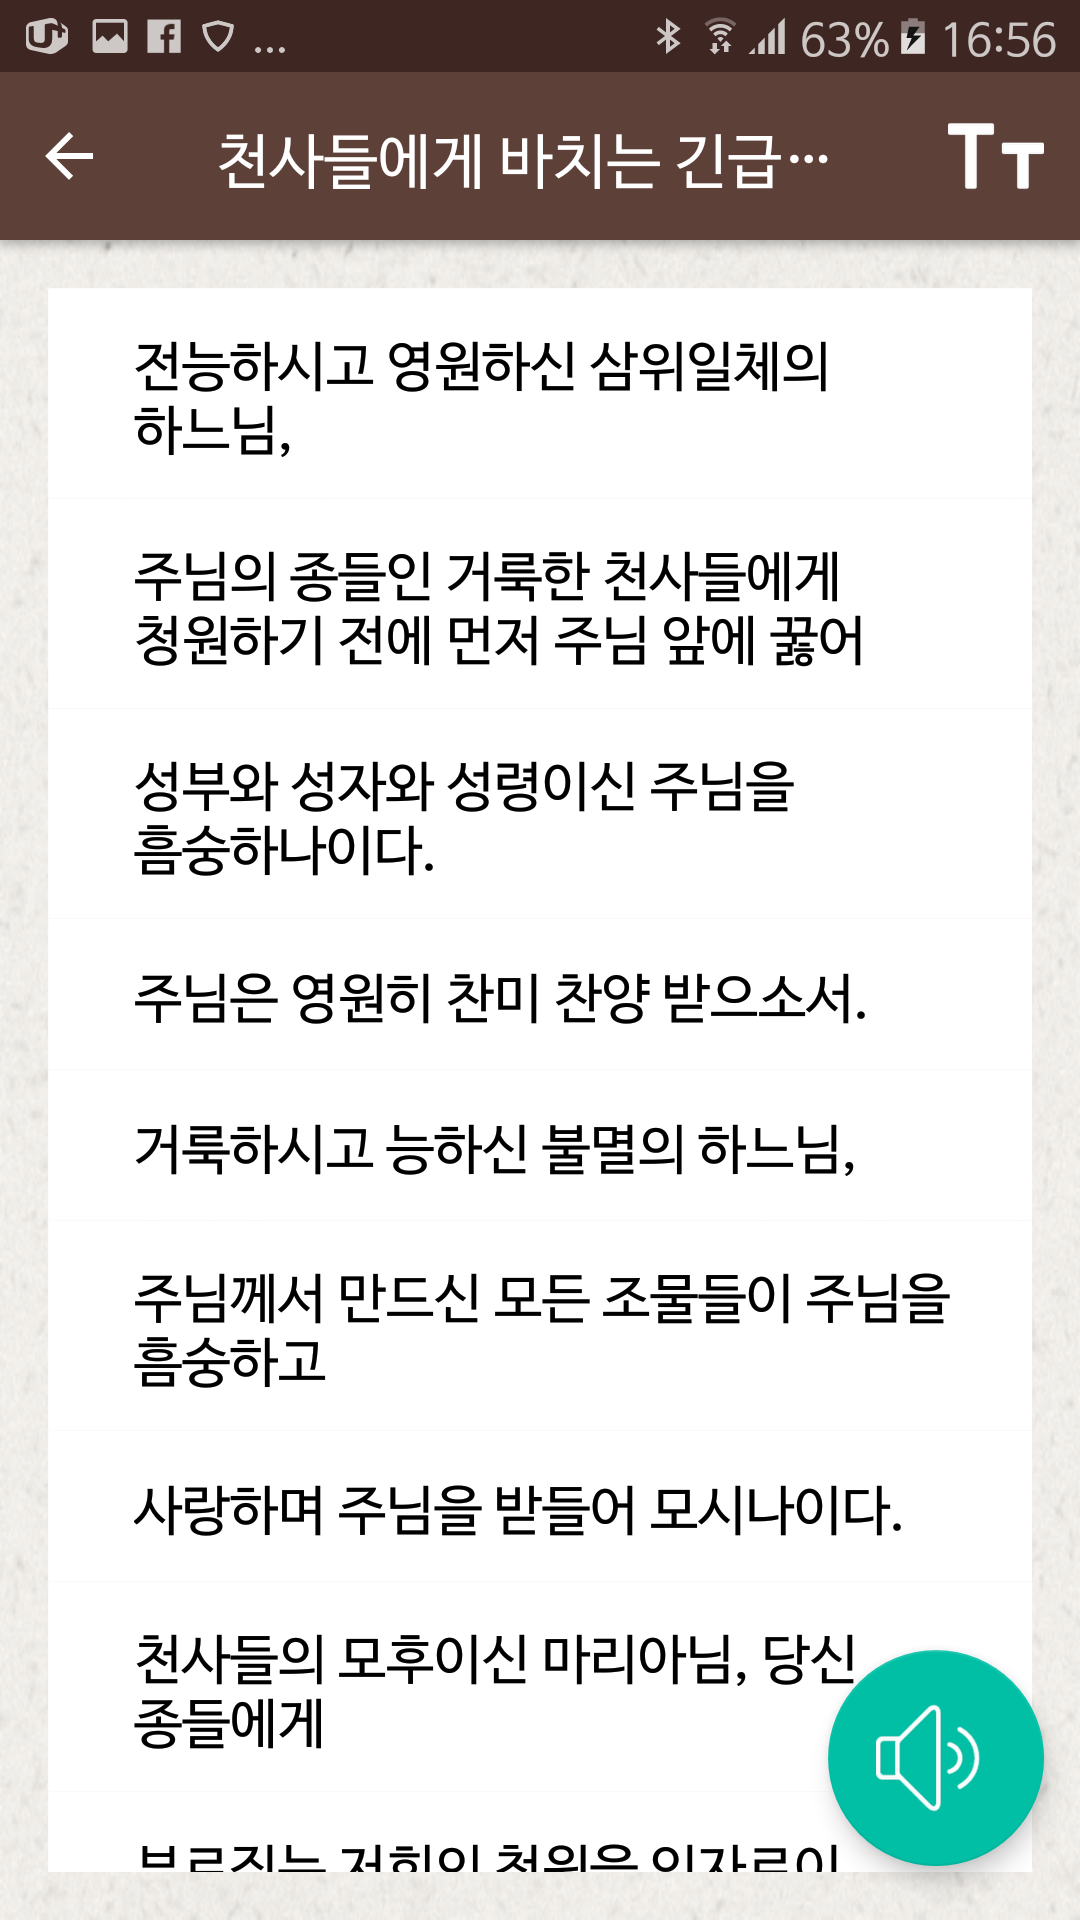 63% 16:56
천사들에게 바치는 긴급…
전능하시고 영원하신 삼위일체의
하느님,
주님의 종들인 거룩한 천사들에게
청원하기 전에 먼저 주님 앞에 꿇어
성부와 성자와 성령이신 주님을
흠숭하나이다.
주님은 영원히 찬미 찬양 받으소서.
거룩하시고 능하신 불멸의 하느님,
주님께서 만드신 모든 조물들이 주님을
흠숭하고
사랑하며 주님을 받들어 모시나이다.
천사들의 모후이신 마리아님, 당신
종들에게